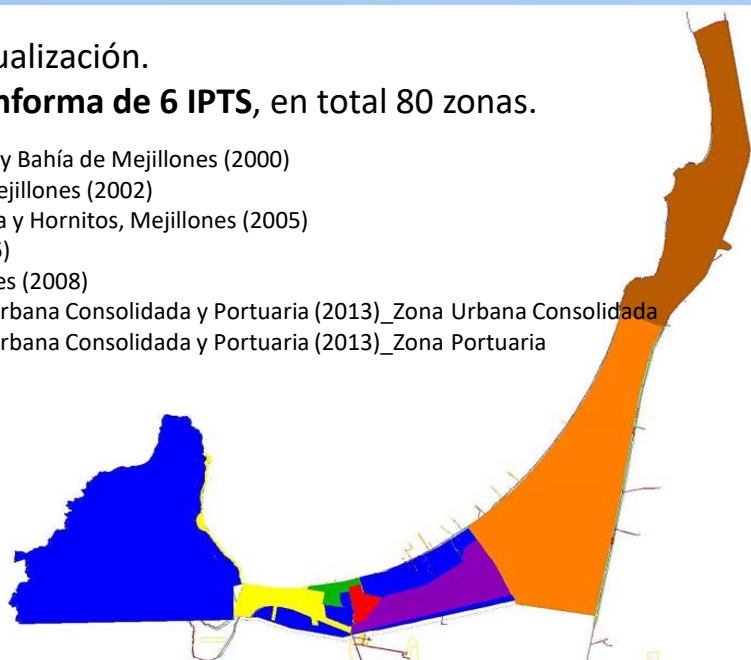 ualización.
nforma de 6 IPTS, en total 80 zonas.
y Bahía de Mejillones (2000)
ejillones (2002)
a y Hornitos, Mejillones (2005)
es (2008)
rbana Consolidada y Portuaria (2013)_Zona Urbana Consolidada
rbana Consolidada y Portuaria (2013)_Zona Portuaria